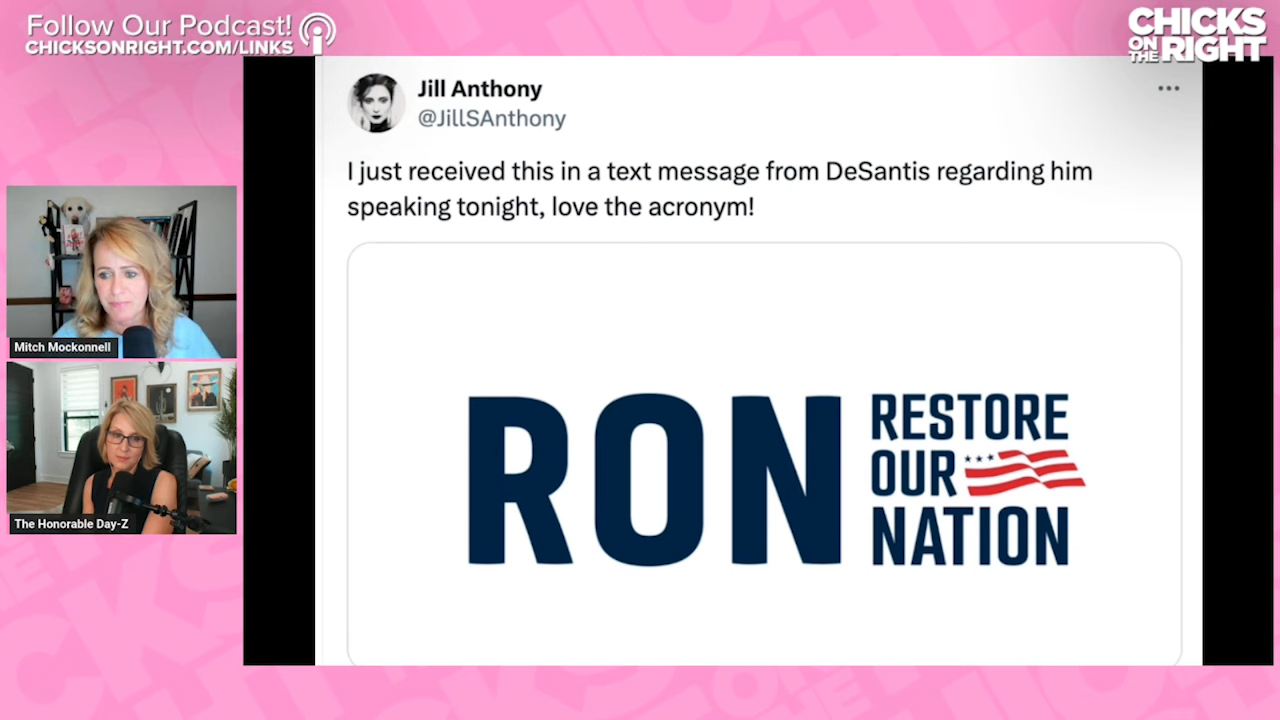 Follow Our Podcast!
CHICKSONRIGHT.COM/LINKS
CHICKS
ON THE RIGHT
Jill Anthony
@JillSAnthony
I just received this in a text message from DeSantis regarding him
speaking tonight, love the acronym!
RON
RESTORE
OUR
NATION
Mitch Mockonnell
The Honorable Day-Z